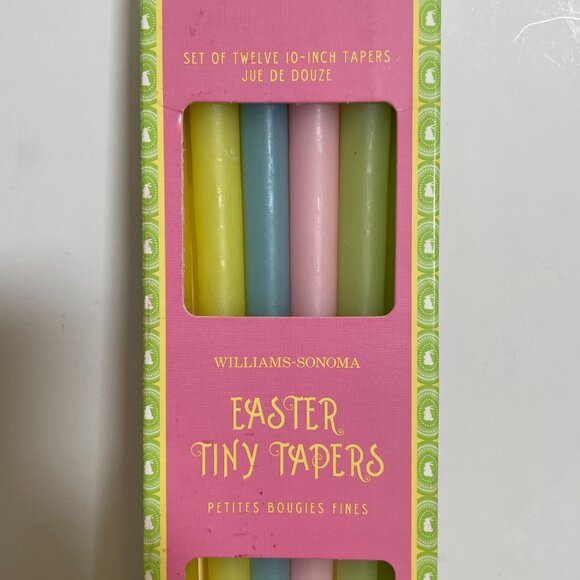 SET OF TWELVE 10-INCH TAPERS
JUE DE DOUZE
WILLIAMS-SONOMA
EASTER
TINY TAPERS
PETITES BOUGIES FINES